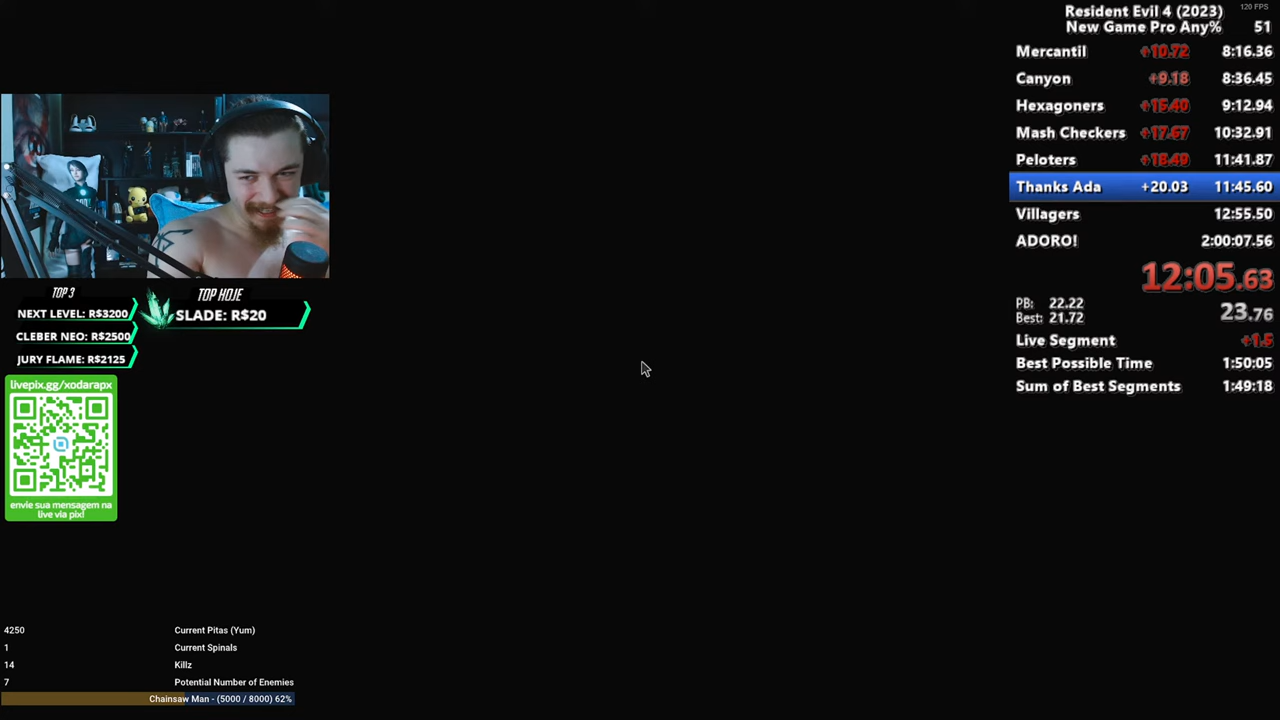 120 FPS
Resident Evil 4 (2023)
New Game Pro Any% 51
Mercantil +10.72 8:16.36
Canyon +9.18 8:36.45
Hexagoners +15.40 9:12.94
Mash Checkers +17.67 10:32.91
Peloters +18.49 11:41.87
Thanks Ada +20.03 11:45.60
Villagers 12:55.50
ADORO! 2:00:07.56
12:05.63
PB: 22.22
Best: 21.72
23.76
Live Segment +1.5
Best Possible Time 1:50:05
Sum of Best Segments 1:49:18
TOP 3
NEXT LEVEL: R$3200
CLEBER NEO: R$2500
JURY FLAME: R$2125
TOP HOJE
SLADE: R$20
livepix.gg/xodarapx
envie sua mensagem na
live via pix!
4250 Current Pitas (Yum)
1 Current Spinals
14 Killz
7 Potential Number of Enemies
Chainsaw Man - (5000 / 8000) 62%